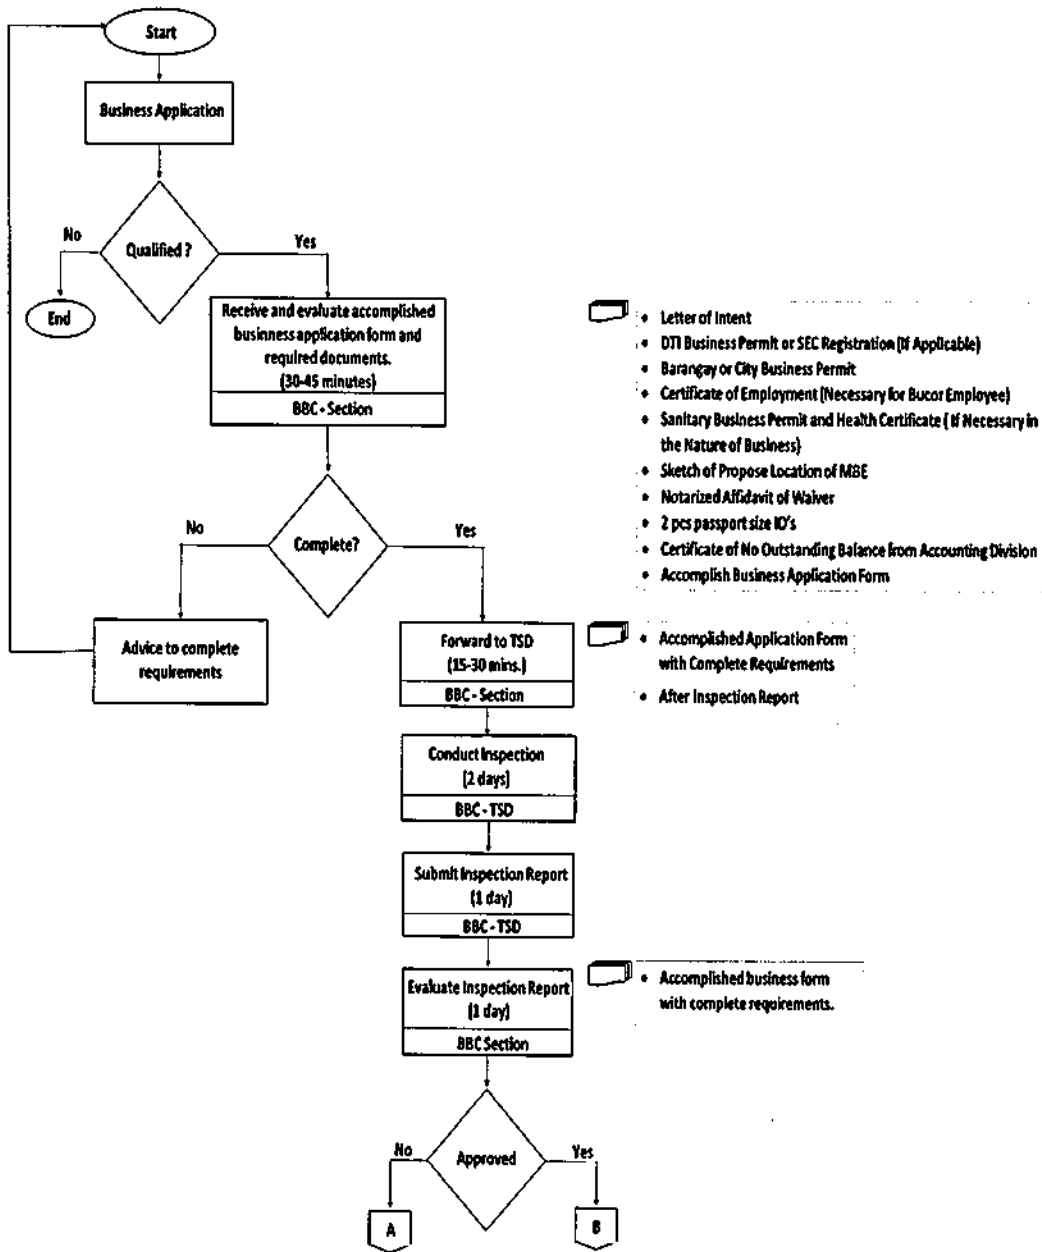 Start
Business Application
Qualified ?
No
Yes
End
Receive and evaluate accomplished
businness application form and
required documents.
(30-45 minutes)
BBC - Section
• Letter of Intent
• DTI Business Permit or SEC Registration (If Applicable)
• Barangay or City Business Permit
• Certificate of Employment (Necessary for Bucor Employee)
• Sanitary Business Permit and Health Certificate ( If Necessary in
the Nature of Business)
• Sketch of Propose Location of MBE
• Notarized Affidavit of Waiver
• 2 pcs passport size ID's
• Certificate of No Outstanding Balance from Accounting Division
• Accomplish Business Application Form
Complete?
No
Yes
Advice to complete
requirements
Forward to TSD
(15-30 mins.)
BBC - Section
• Accomplished Application Form
with Complete Requirements
• After Inspection Report
Conduct Inspection
(2 days)
BBC - TSD
Submit Inspection Report
(1 day)
BBC - TSD
Evaluate Inspection Report
(1 day)
BBC Section
• Accomplished business form
with complete requirements.
Approved
No
Yes
A
B